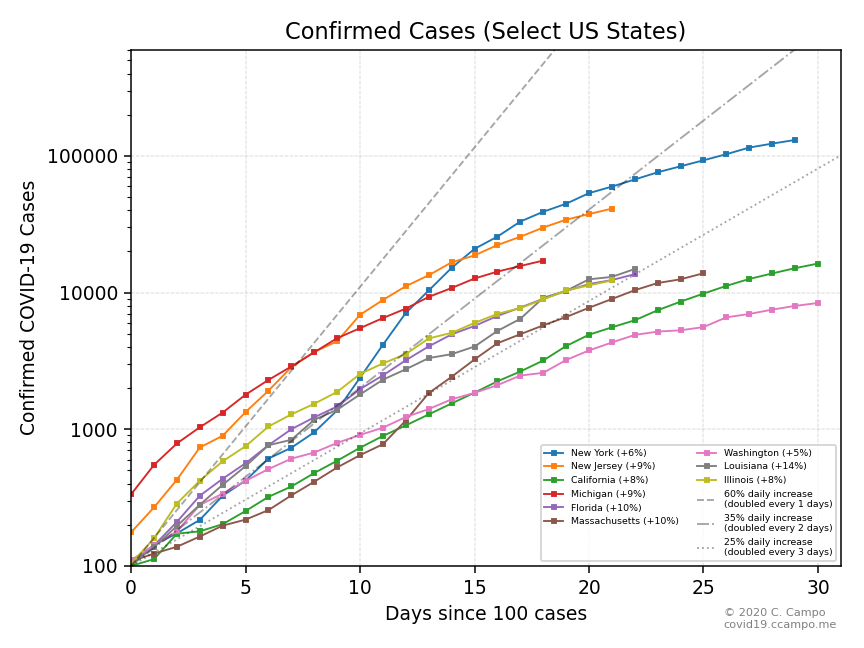 Confirmed Cases (Select US States)
Confirmed COVID-19 Cases
100000
10000
1000
100
0 5 10 15 20 25 30
Days since 100 cases
New York (+6%)
New Jersey (+9%)
California (+8%)
Michigan (+9%)
Florida (+10%)
Massachusetts (+10%)
Washington (+5%)
Louisiana (+14%)
Illinois (+8%)
60% daily increase
(doubled every 1 days)
35% daily increase
(doubled every 2 days)
25% daily increase
(doubled every 3 days)
© 2020 C. Campo
covid19.ccampo.me